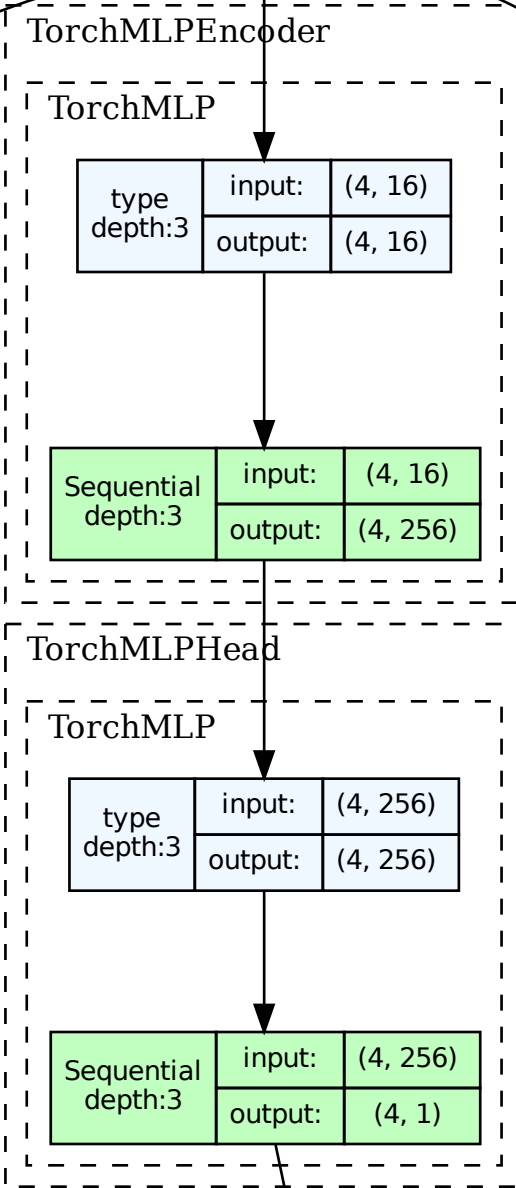 TorchMLPEncoder
TorchMLP
type
depth:3
input:
(4, 16)
output:
(4, 16)
Sequential
depth:3
input:
(4, 16)
output:
(4, 256)
TorchMLPHead
TorchMLP
type
depth:3
input:
(4, 256)
output:
(4, 256)
Sequential
depth:3
input:
(4, 256)
output:
(4, 1)